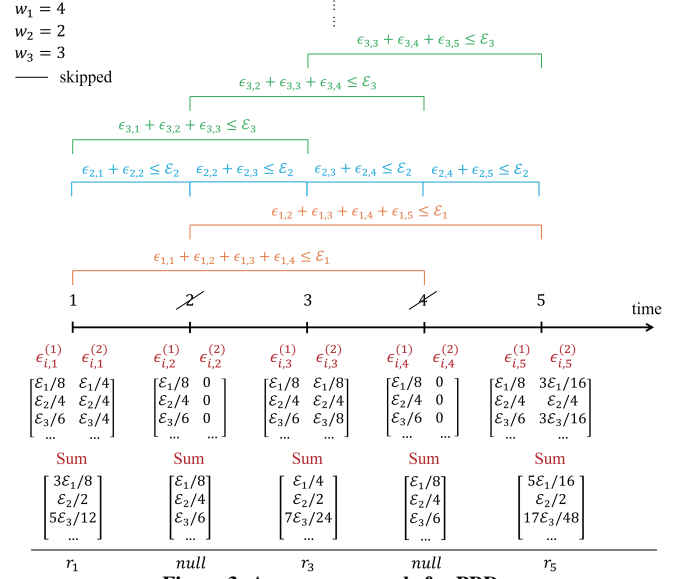 w₁ = 4
w₂ = 2
w₃ = 3
skipped
⋮
ϵ₃,₃ + ϵ₃,₄ + ϵ₃,₅ ≤ ℰ₃
ϵ₃,₂ + ϵ₃,₃ + ϵ₃,₄ ≤ ℰ₃
ϵ₃,₁ + ϵ₃,₂ + ϵ₃,₃ ≤ ℰ₃
ϵ₂,₁ + ϵ₂,₂ ≤ ℰ₂ ϵ₂,₂ + ϵ₂,₃ ≤ ℰ₂ ϵ₂,₃ + ϵ₂,₄ ≤ ℰ₂ ϵ₂,₄ + ϵ₂,₅ ≤ ℰ₂
ϵ₁,₂ + ϵ₁,₃ + ϵ₁,₄ + ϵ₁,₅ ≤ ℰ₁
ϵ₁,₁ + ϵ₁,₂ + ϵ₁,₃ + ϵ₁,₄ ≤ ℰ₁
1 2 3 4 5
time
ϵᵢ,₁⁽¹⁾ ϵᵢ,₁⁽²⁾ ϵᵢ,₂⁽¹⁾ ϵᵢ,₂⁽²⁾ ϵᵢ,₃⁽¹⁾ ϵᵢ,₃⁽²⁾ ϵᵢ,₄⁽¹⁾ ϵᵢ,₄⁽²⁾ ϵᵢ,₅⁽¹⁾ ϵᵢ,₅⁽²⁾
ℰ₁/8 ℰ₁/4 ℰ₁/8 0 ℰ₁/8 ℰ₁/8 ℰ₁/8 0 ℰ₁/8 3ℰ₁/16
ℰ₂/4 ℰ₂/4 ℰ₂/4 0 ℰ₂/4 ℰ₂/4 ℰ₂/4 0 ℰ₂/4 ℰ₂/4
ℰ₃/6 ℰ₃/4 ℰ₃/6 0 ℰ₃/6 ℰ₃/8 ℰ₃/6 0 ℰ₃/6 3ℰ₃/16
... ... ... ... ... ... ... ... ... ...
Sum Sum Sum Sum Sum
3ℰ₁/8 ℰ₁/8 ℰ₁/4 ℰ₁/8 5ℰ₁/16
ℰ₂/2 ℰ₂/4 ℰ₂/2 ℰ₂/4 ℰ₂/2
5ℰ₃/12 ℰ₃/6 7ℰ₃/24 ℰ₃/6 17ℰ₃/48
... ... ... ... ...
r₁ null r₃ null r₅